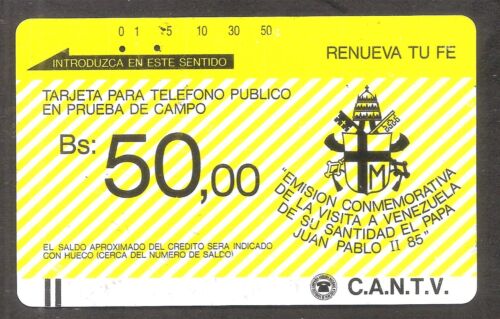 0 1 5 10 30 50
INTRODUZCA EN ESTE SENTIDO
RENUEVA TU FE
TARJETA PARA TELEFONO PUBLICO
EN PRUEBA DE CAMPO
Bs: 50,00
M
"EMISION CONMEMORATIVA
DE LA VISITA A VENEZUELA
DE SU SANTIDAD EL PAPA
JUAN PABLO II 85"
EL SALDO APROXIMADO DEL CREDITO SERA INDICADO
CON HUECO (CERCA DEL NUMERO DE SALDO)
C.A.N.T.V.